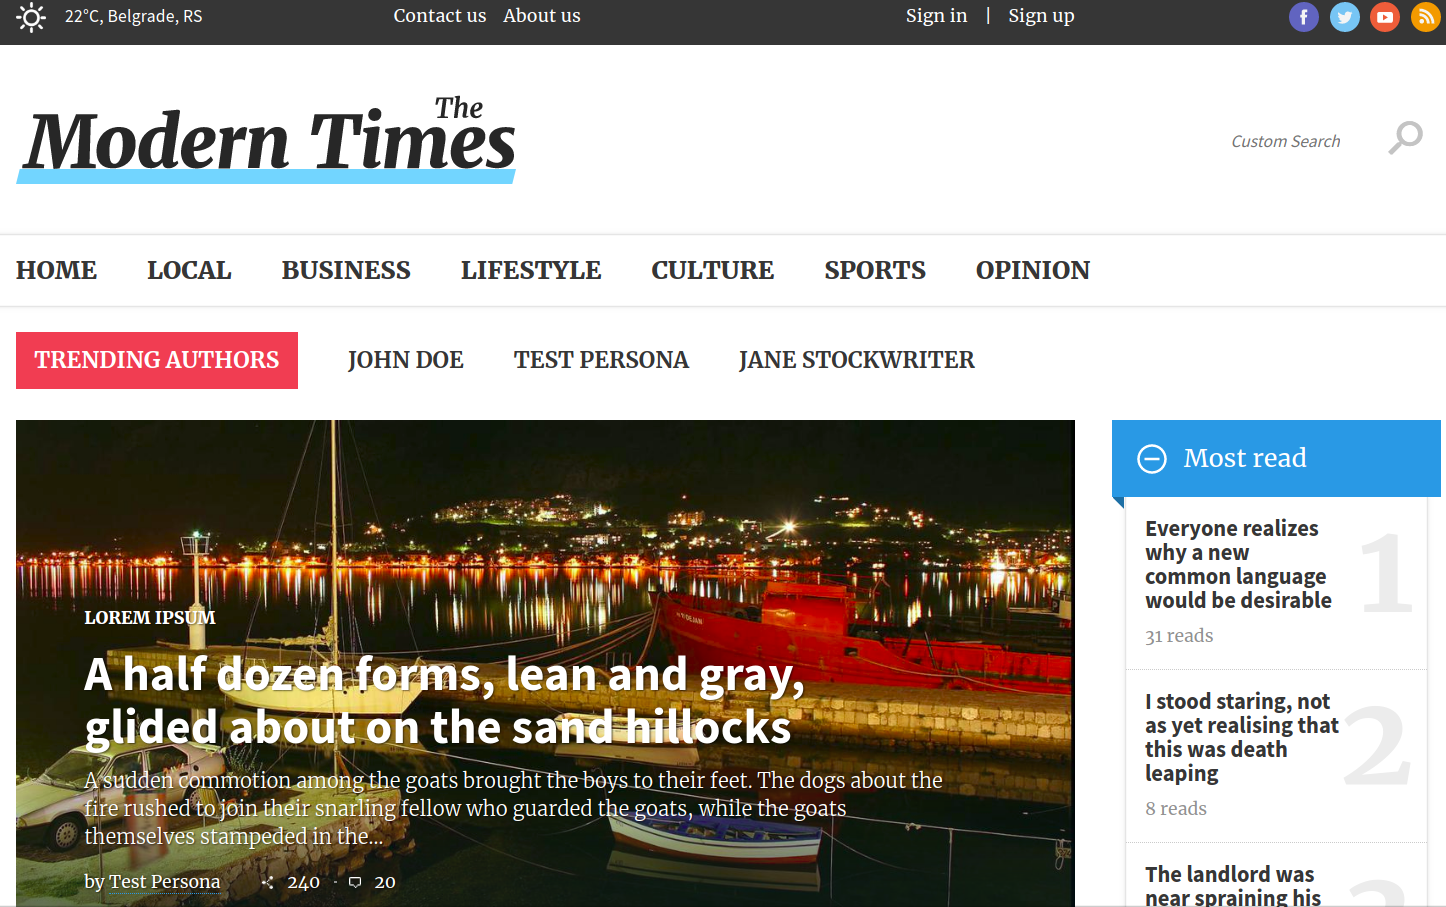 22°C, Belgrade, RS
Contact us About us
Sign in | Sign up
The
Modern Times
Custom Search
HOME LOCAL BUSINESS LIFESTYLE CULTURE SPORTS OPINION
TRENDING AUTHORS JOHN DOE TEST PERSONA JANE STOCKWRITER
LOREM IPSUM
A half dozen forms, lean and gray,
glided about on the sand hillocks
A sudden commotion among the goats brought the boys to their feet. The dogs about the
fire rushed to join their snarling fellow who guarded the goats, while the goats
themselves stampeded in the...
by Test Persona 240 - 20
Most read
Everyone realizes
why a new
common language
would be desirable
1
31 reads
I stood staring, not
as yet realising that
this was death
leaping
2
8 reads
The landlord was
near spraining his
3